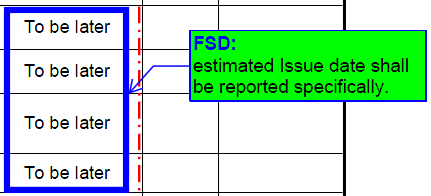 To be later
FSD:
To be later
estimated Issue date shall
be reported specifically.
To be later
To be later